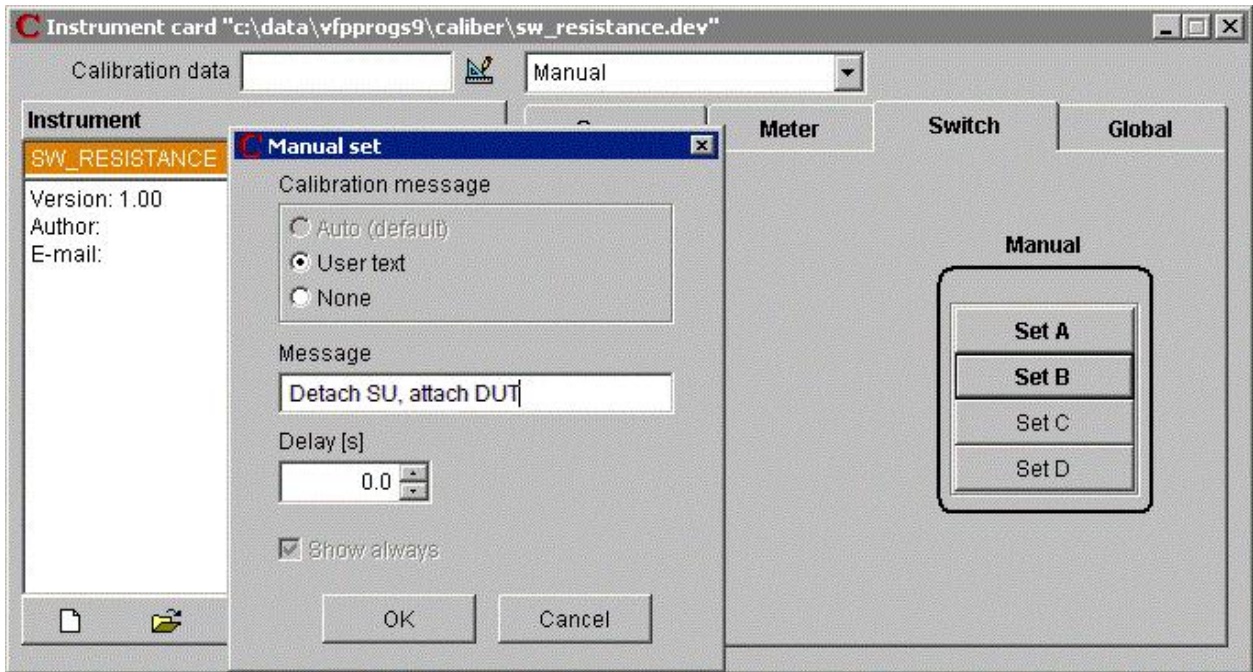 Instrument card "c:\data\vfpprogs9\caliber\sw_resistance.dev"
Calibration data
Manual
Instrument
Meter
Switch
Global
SW_RESISTANCE
Version: 1.00
Author:
E-mail:
Manual set
Calibration message
Auto (default)
User text
None
Message
Detach SU, attach DUT
Delay [s]
0.0
Show always
OK
Cancel
Manual
Set A
Set B
Set C
Set D